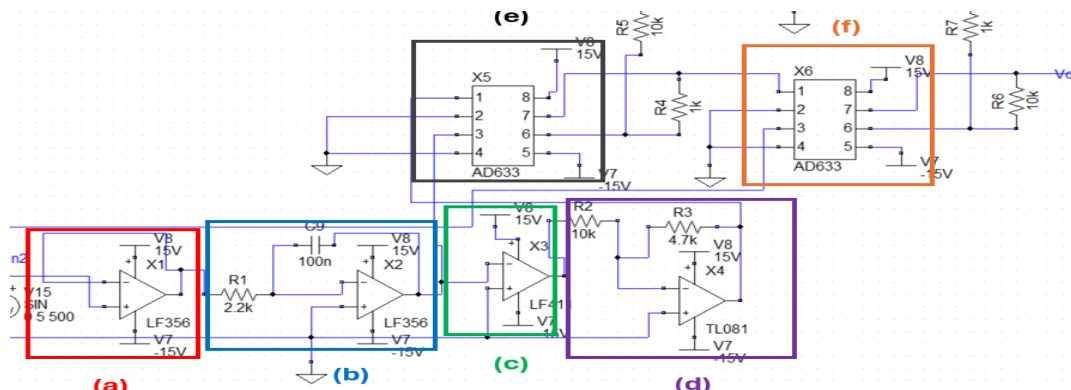 (e)
(f)
R5
10k
R7
1k
V8
15V
X5
1
2
3
4
8
7
6
5
AD633
V7
-15V
R4
1k
V8
15V
X6
1
2
3
4
8
7
6
5
AD633
V7
-15V
R6
10k
n2
V15
SIN
0 5 500
V8
15V
X1
LF356
V7
-15V
R1
2.2k
C9
100n
V8
15V
X2
LF356
V7
-15V
V8
15V
X3
V7
R2
10k
R3
4.7k
V8
15V
X4
TL081
V7
-15V
(a)
(b)
(c)
(d)